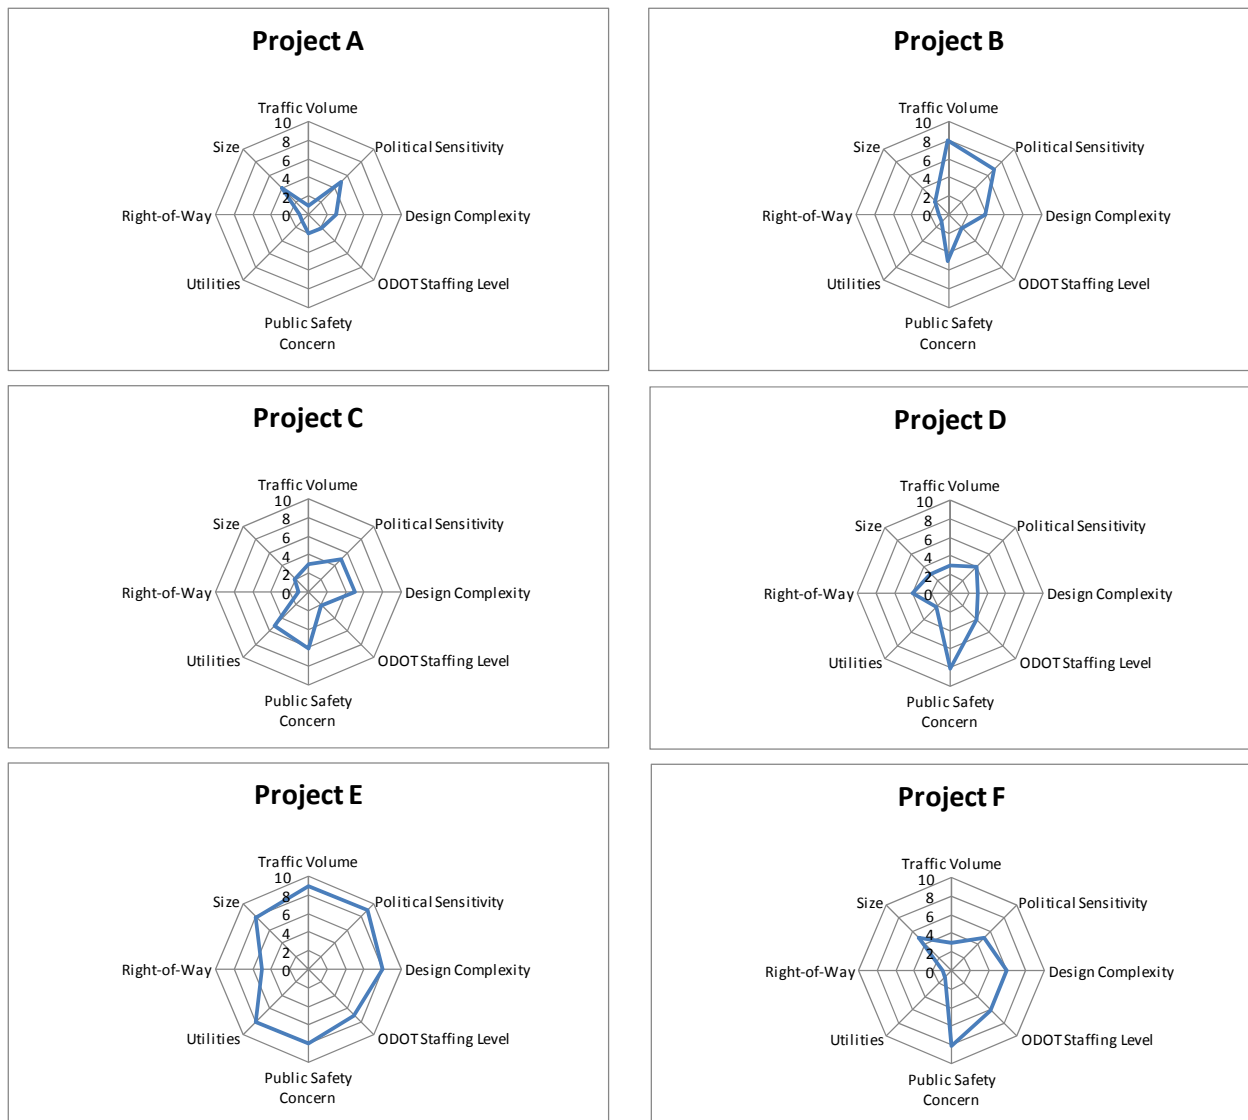 Project A
Traffic Volume
10
Size
Political Sensitivity
8
6
4
2
Right-of-Way
0
Design Complexity
Utilities
ODOT Staffing Level
Public Safety
Concern
Project B
Traffic Volume
10
Size
Political Sensitivity
8
6
4
2
Right-of-Way
0
Design Complexity
Utilities
ODOT Staffing Level
Public Safety
Concern
Project C
Traffic Volume
10
Size
Political Sensitivity
8
6
4
2
Right-of-Way
0
Design Complexity
Utilities
ODOT Staffing Level
Public Safety
Concern
Project D
Traffic Volume
10
Size
Political Sensitivity
8
6
4
2
Right-of-Way
0
Design Complexity
Utilities
ODOT Staffing Level
Public Safety
Concern
Project E
Traffic Volume
10
Size
Political Sensitivity
8
6
4
2
Right-of-Way
0
Design Complexity
Utilities
ODOT Staffing Level
Public Safety
Concern
Project F
Traffic Volume
10
Size
Political Sensitivity
8
6
4
2
Right-of-Way
0
Design Complexity
Utilities
ODOT Staffing Level
Public Safety
Concern